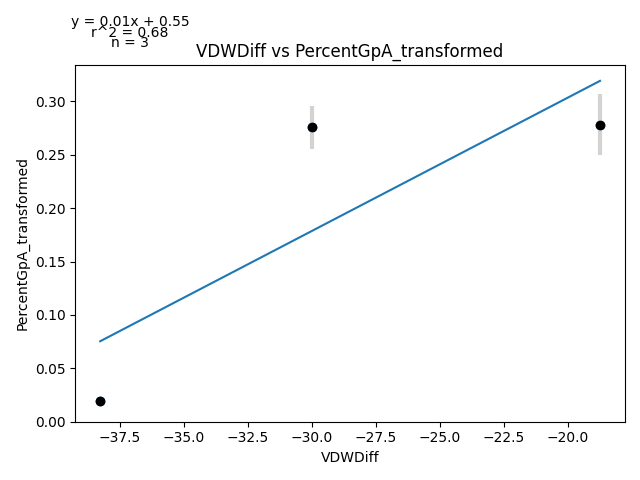 y = 0.01x + 0.55
r^2 = 0.68
n = 3
VDWDiff vs PercentGpA_transformed
PercentGpA_transformed
0.30
0.25
0.20
0.15
0.10
0.05
0.00
−37.5 −35.0 −32.5 −30.0 −27.5 −25.0 −22.5 −20.0
VDWDiff